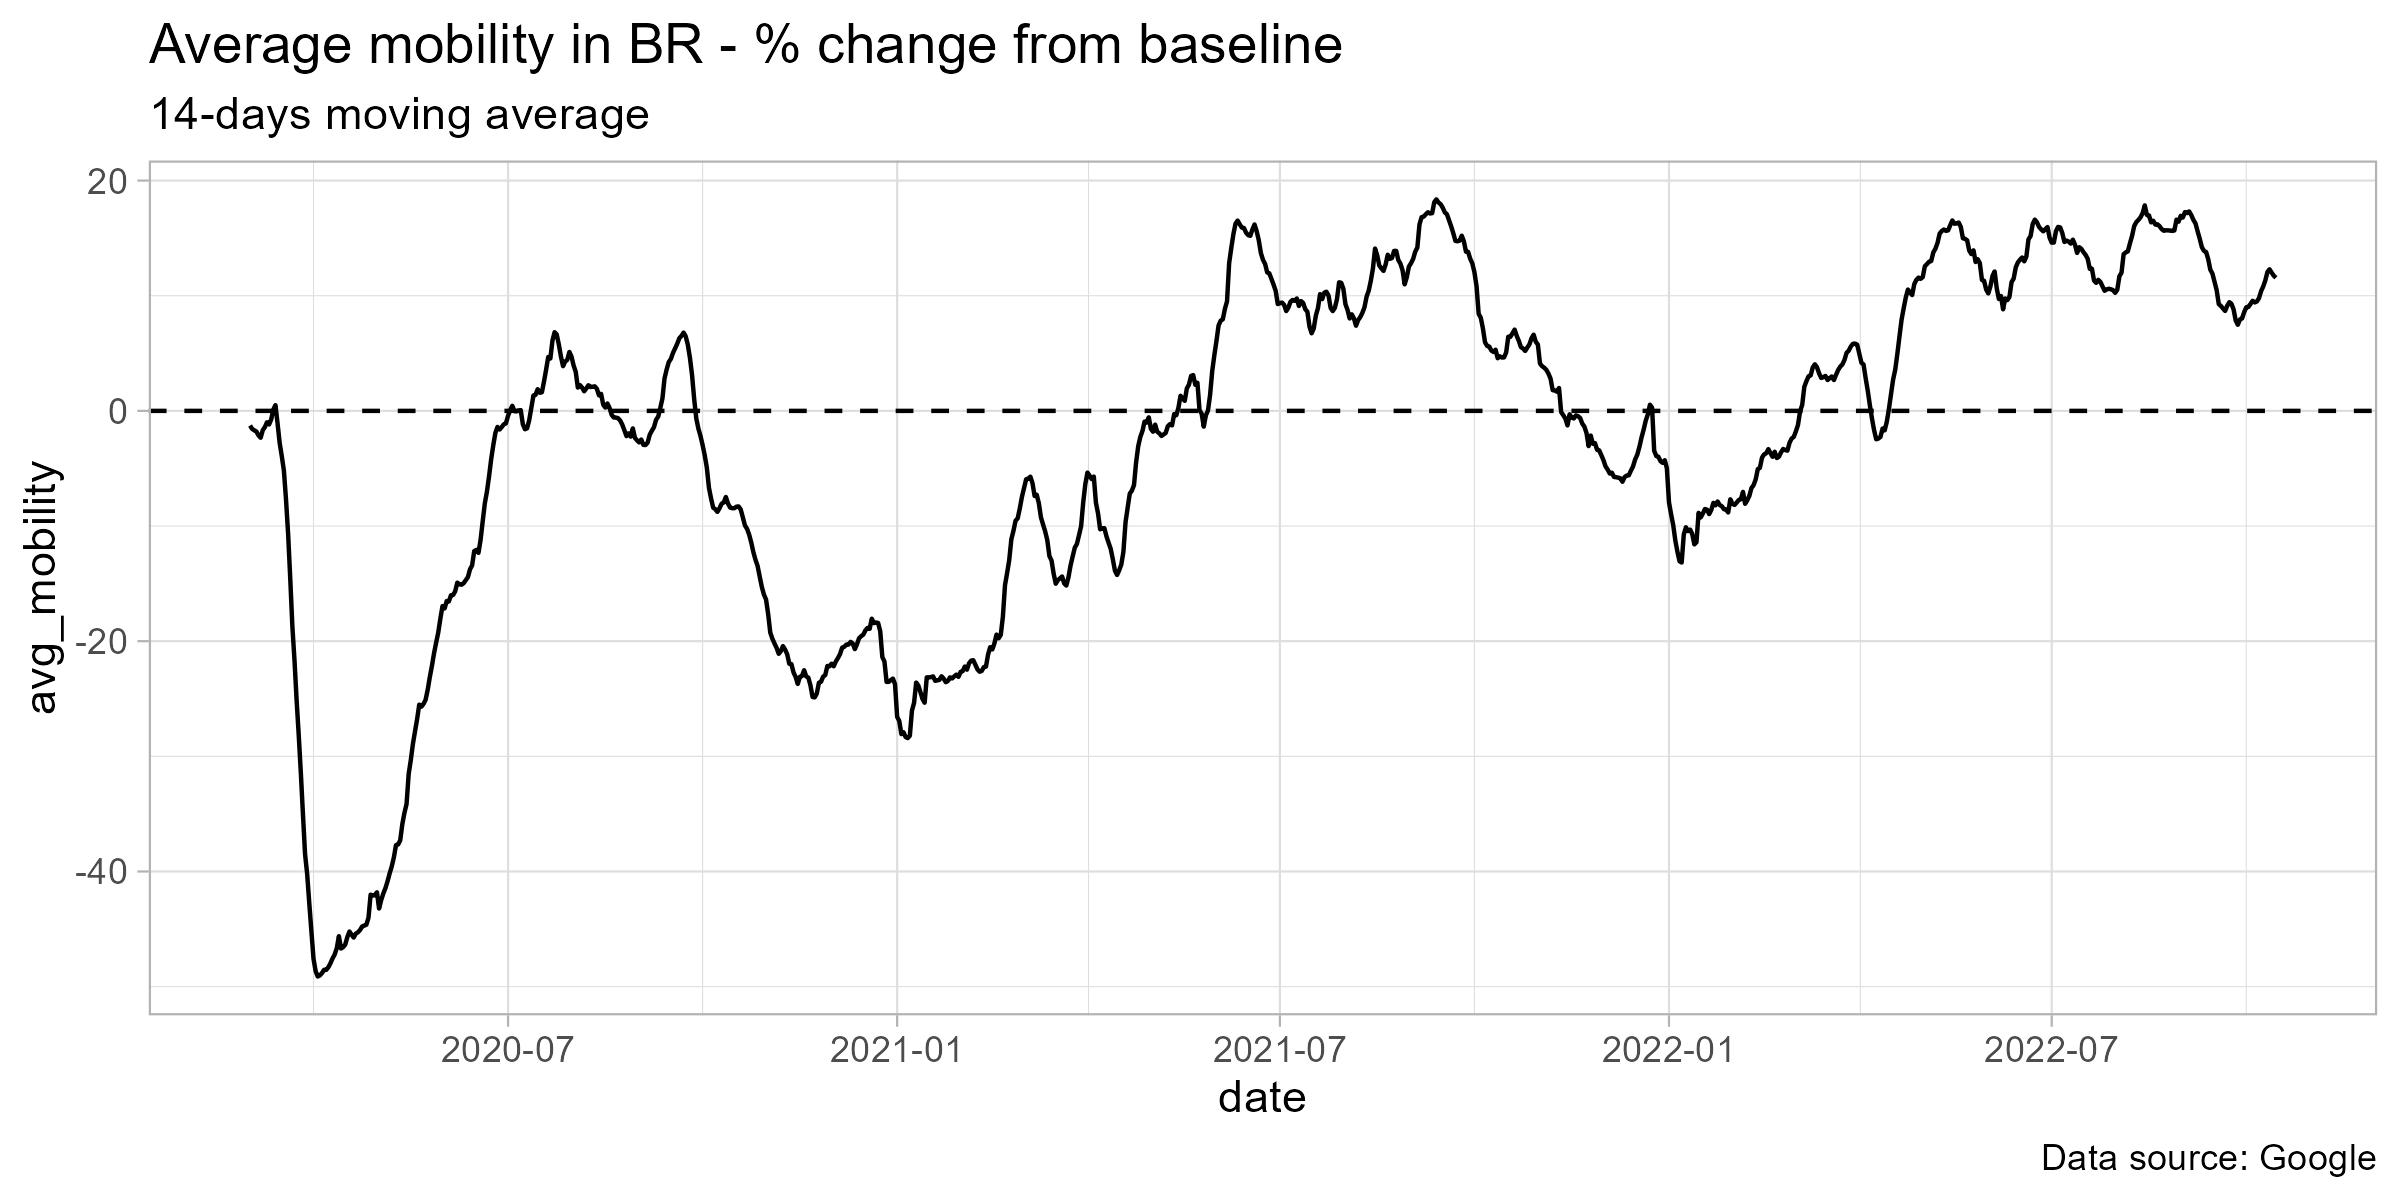 Average mobility in BR - % change from baseline
14-days moving average
avg_mobility
20
0
-20
-40
2020-07 2021-01 2021-07 2022-01 2022-07
date
Data source: Google